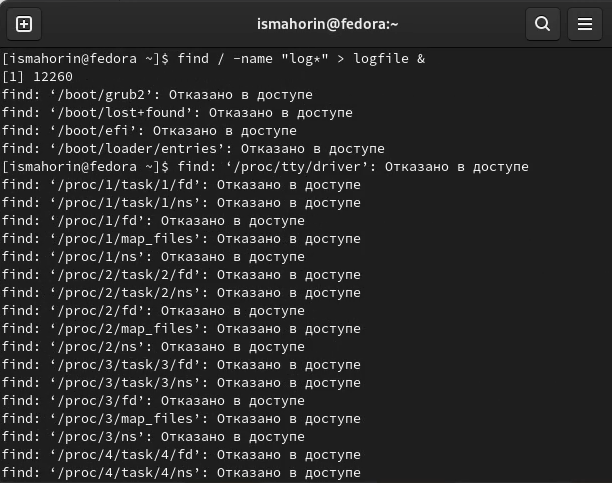 ismahorin@fedora:~
[ismahorin@fedora ~]$ find / -name "log*" > logfile &
[1] 12260
find: ‘/boot/grub2’: Отказано в доступе
find: ‘/boot/lost+found’: Отказано в доступе
find: ‘/boot/efi’: Отказано в доступе
find: ‘/boot/loader/entries’: Отказано в доступе
[ismahorin@fedora ~]$ find: ‘/proc/tty/driver’: Отказано в доступе
find: ‘/proc/1/task/1/fd’: Отказано в доступе
find: ‘/proc/1/task/1/ns’: Отказано в доступе
find: ‘/proc/1/fd’: Отказано в доступе
find: ‘/proc/1/map_files’: Отказано в доступе
find: ‘/proc/1/ns’: Отказано в доступе
find: ‘/proc/2/task/2/fd’: Отказано в доступе
find: ‘/proc/2/task/2/ns’: Отказано в доступе
find: ‘/proc/2/fd’: Отказано в доступе
find: ‘/proc/2/map_files’: Отказано в доступе
find: ‘/proc/2/ns’: Отказано в доступе
find: ‘/proc/3/task/3/fd’: Отказано в доступе
find: ‘/proc/3/task/3/ns’: Отказано в доступе
find: ‘/proc/3/fd’: Отказано в доступе
find: ‘/proc/3/map_files’: Отказано в доступе
find: ‘/proc/3/ns’: Отказано в доступе
find: ‘/proc/4/task/4/fd’: Отказано в доступе
find: ‘/proc/4/task/4/ns’: Отказано в доступе